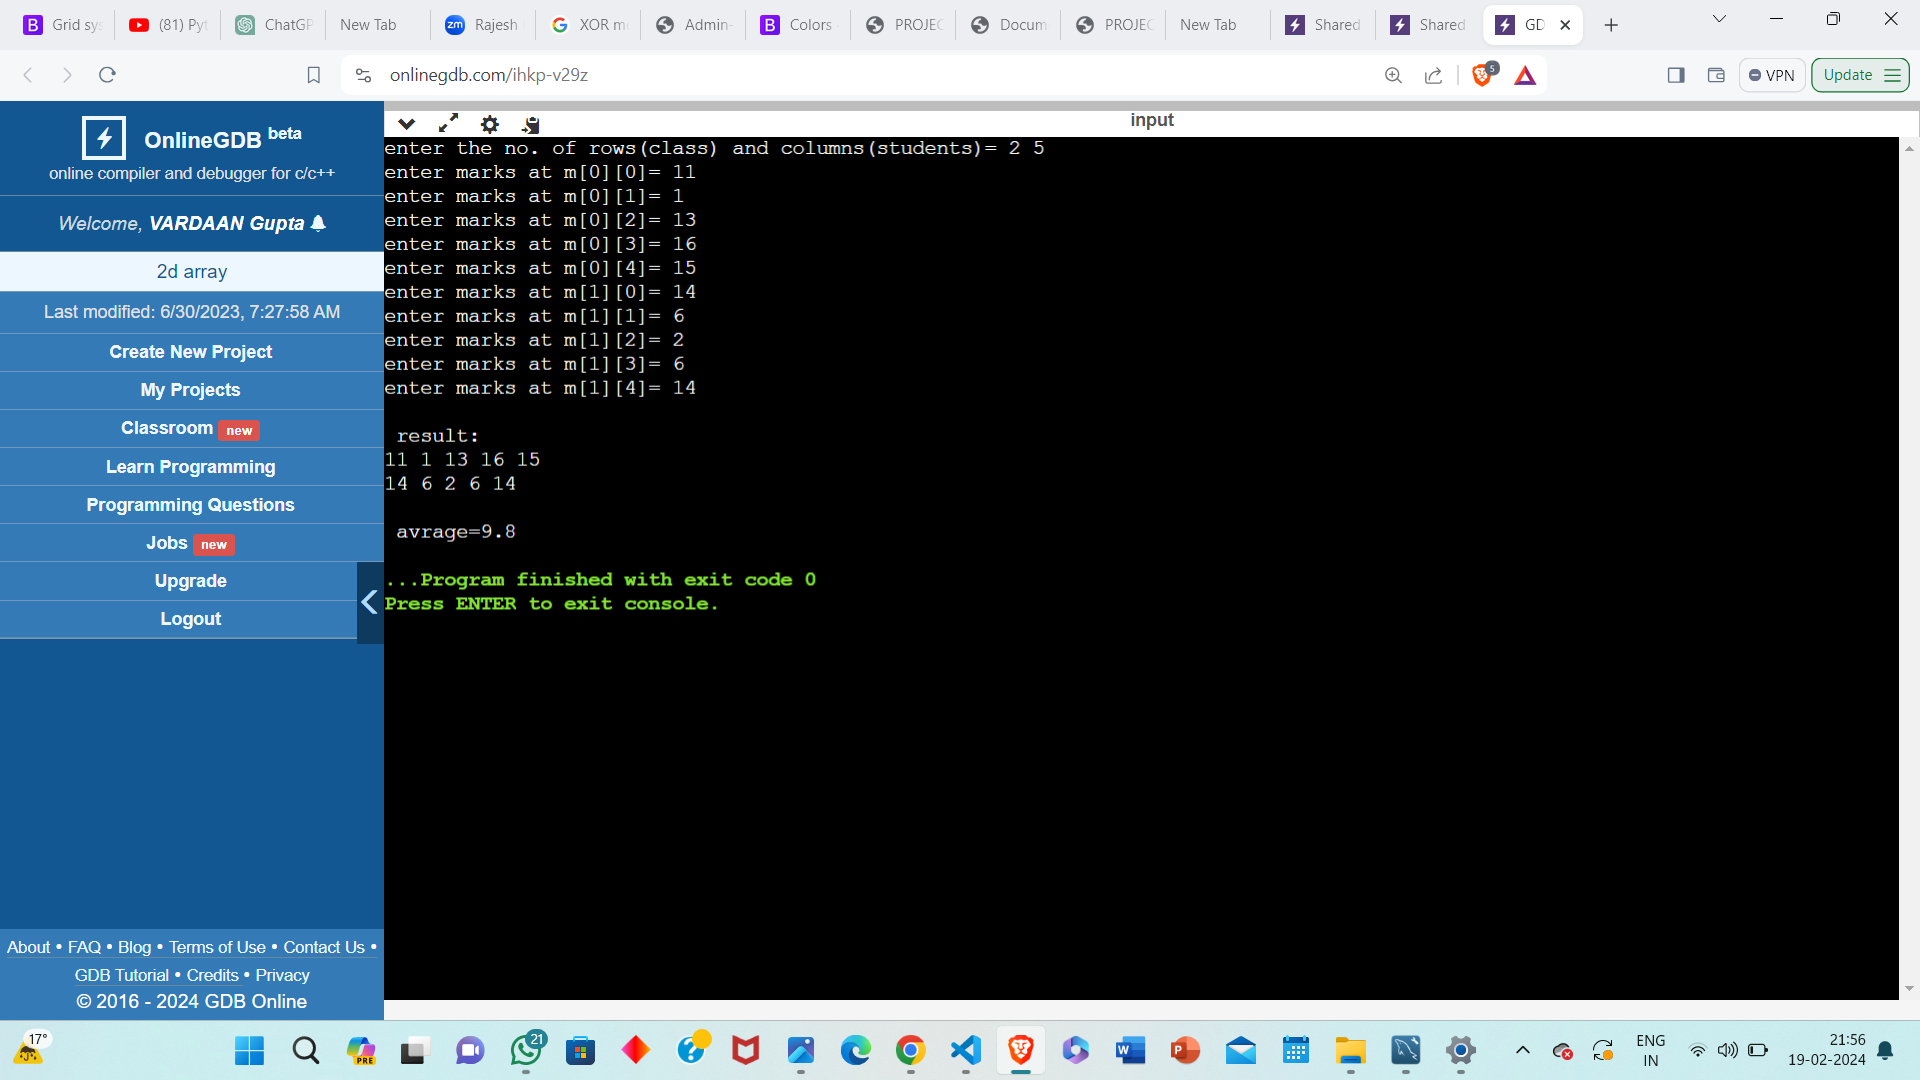 Grid sy
(81) Pyt
ChatGP
New Tab
zm
Rajesh
XOR m
Admin-
Colors
PROJEC
Docum
PROJEC
New Tab
Shared
Shared
GD
onlinegdb.com/ihkp-v29z
5
VPN
Update
OnlineGDB beta
online compiler and debugger for c/c++
Welcome, VARDAAN Gupta
2d array
Last modified: 6/30/2023, 7:27:58 AM
Create New Project
My Projects
Classroom new
Learn Programming
Programming Questions
Jobs new
Upgrade
Logout
About • FAQ • Blog • Terms of Use • Contact Us •
GDB Tutorial • Credits • Privacy
© 2016 - 2024 GDB Online
input
enter the no. of rows(class) and columns(students)= 2 5
enter marks at m[0][0]= 11
enter marks at m[0][1]= 1
enter marks at m[0][2]= 13
enter marks at m[0][3]= 16
enter marks at m[0][4]= 15
enter marks at m[1][0]= 14
enter marks at m[1][1]= 6
enter marks at m[1][2]= 2
enter marks at m[1][3]= 6
enter marks at m[1][4]= 14
result:
11 1 13 16 15
14 6 2 6 14
avrage=9.8
...Program finished with exit code 0
Press ENTER to exit console.
17°
PRE
21
ENG
IN
21:56
19-02-2024